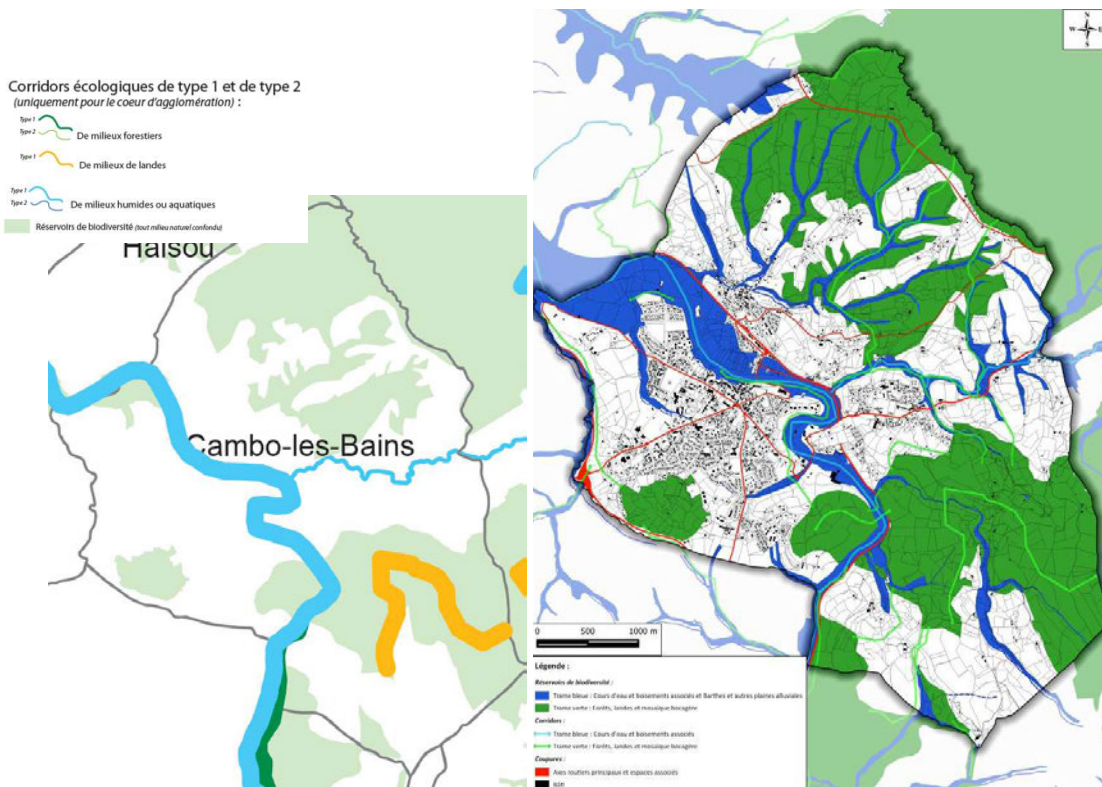 Corridors écologiques de type 1 et de type 2
(uniquement pour le coeur d'agglomération) :
Type 1
Type 2
De milieux forestiers
Type 1
De milieux de landes
Type 1
Type 2
De milieux humides ou aquatiques
Réservoirs de biodiversité (tout milieu naturel confondu)
Halsou
Cambo-les-Bains
N
W E
S
0 500 1000 m
Légende :
Réservoirs de biodiversité :
Trame bleue : Cours d'eau et boisements associés et Barthes et autres plaines alluviales
Trame verte : Forêts, landes et mosaïque bocagère
Corridors :
Trame bleue : Cours d'eau et boisements associés
Trame verte : Forêts, landes et mosaïque bocagère
Coupures :
Axes routiers principaux et espaces associés
Bâti